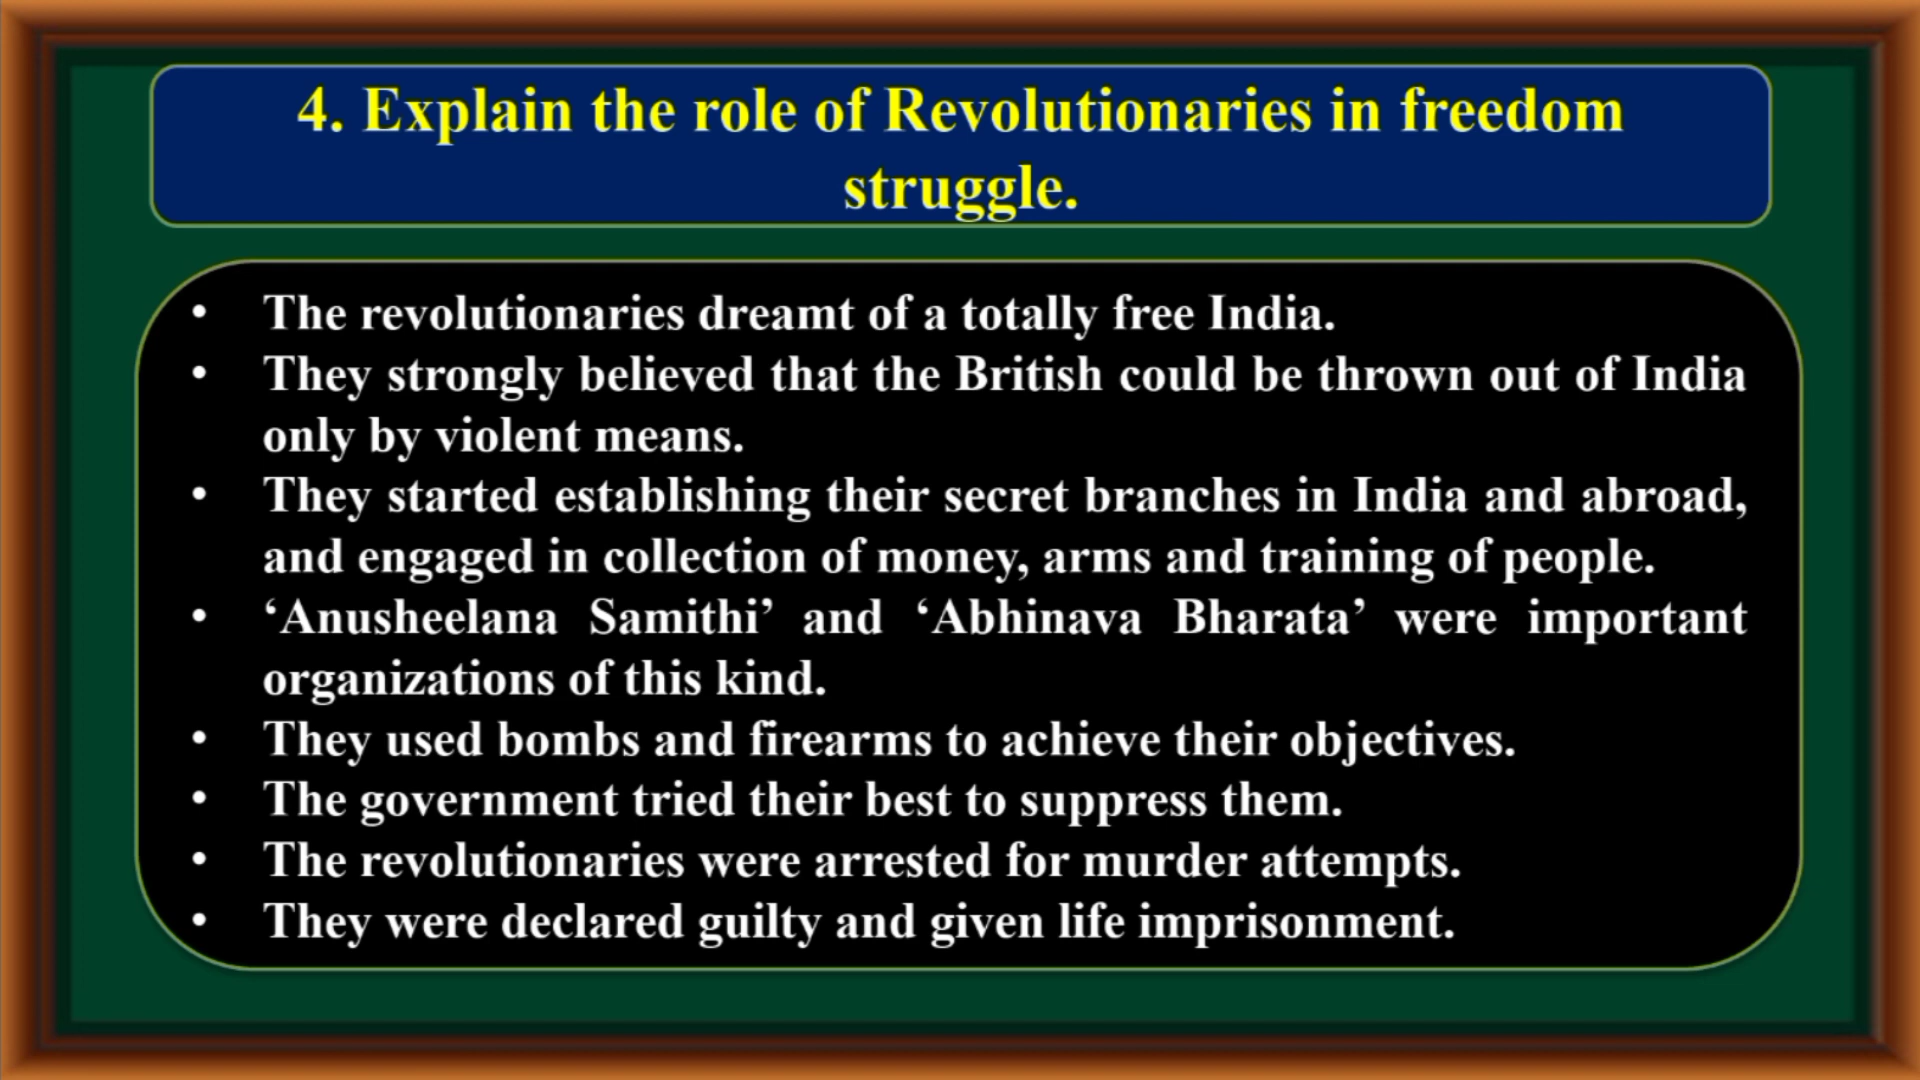 4. Explain the role of Revolutionaries in freedom
struggle.
• The revolutionaries dreamt of a totally free India.
• They strongly believed that the British could be thrown out of India
only by violent means.
• They started establishing their secret branches in India and abroad,
and engaged in collection of money, arms and training of people.
• ‘Anusheelana Samithi’ and ‘Abhinava Bharata’ were important
organizations of this kind.
• They used bombs and firearms to achieve their objectives.
• The government tried their best to suppress them.
• The revolutionaries were arrested for murder attempts.
• They were declared guilty and given life imprisonment.